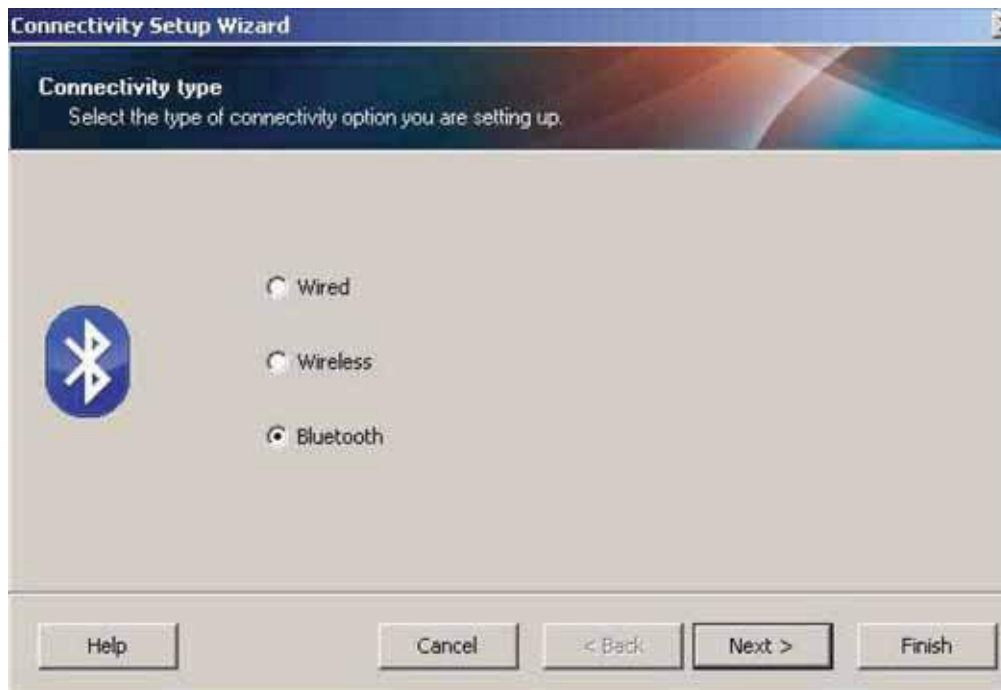 Connectivity Setup Wizard
Connectivity type
Select the type of connectivity option you are setting up.
Wired
Wireless
Bluetooth
Help
Cancel
< Back
Next >
Finish